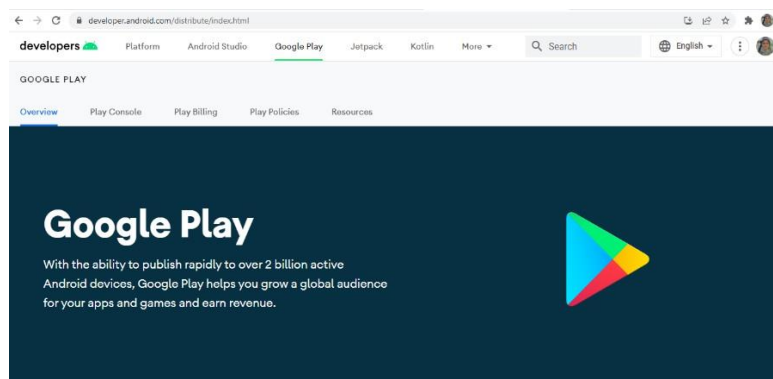 developer.android.com/distribute/index.html
developers Platform Android Studio Google Play Jetpack Kotlin More Search English
GOOGLE PLAY
Overview Play Console Play Billing Play Policies Resources
Google Play
With the ability to publish rapidly to over 2 billion active
Android devices, Google Play helps you grow a global audience
for your apps and games and earn revenue.